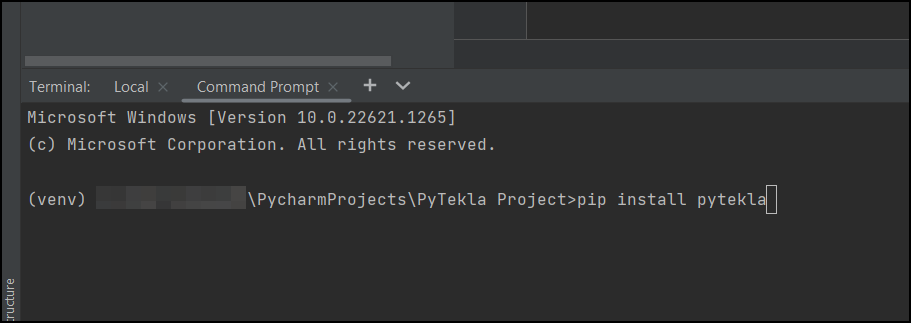 Terminal: Local Command Prompt
Microsoft Windows [Version 10.0.22621.1265]
(c) Microsoft Corporation. All rights reserved.
(venv) \PycharmProjects\PyTekla Project>pip install pytekla
ructure